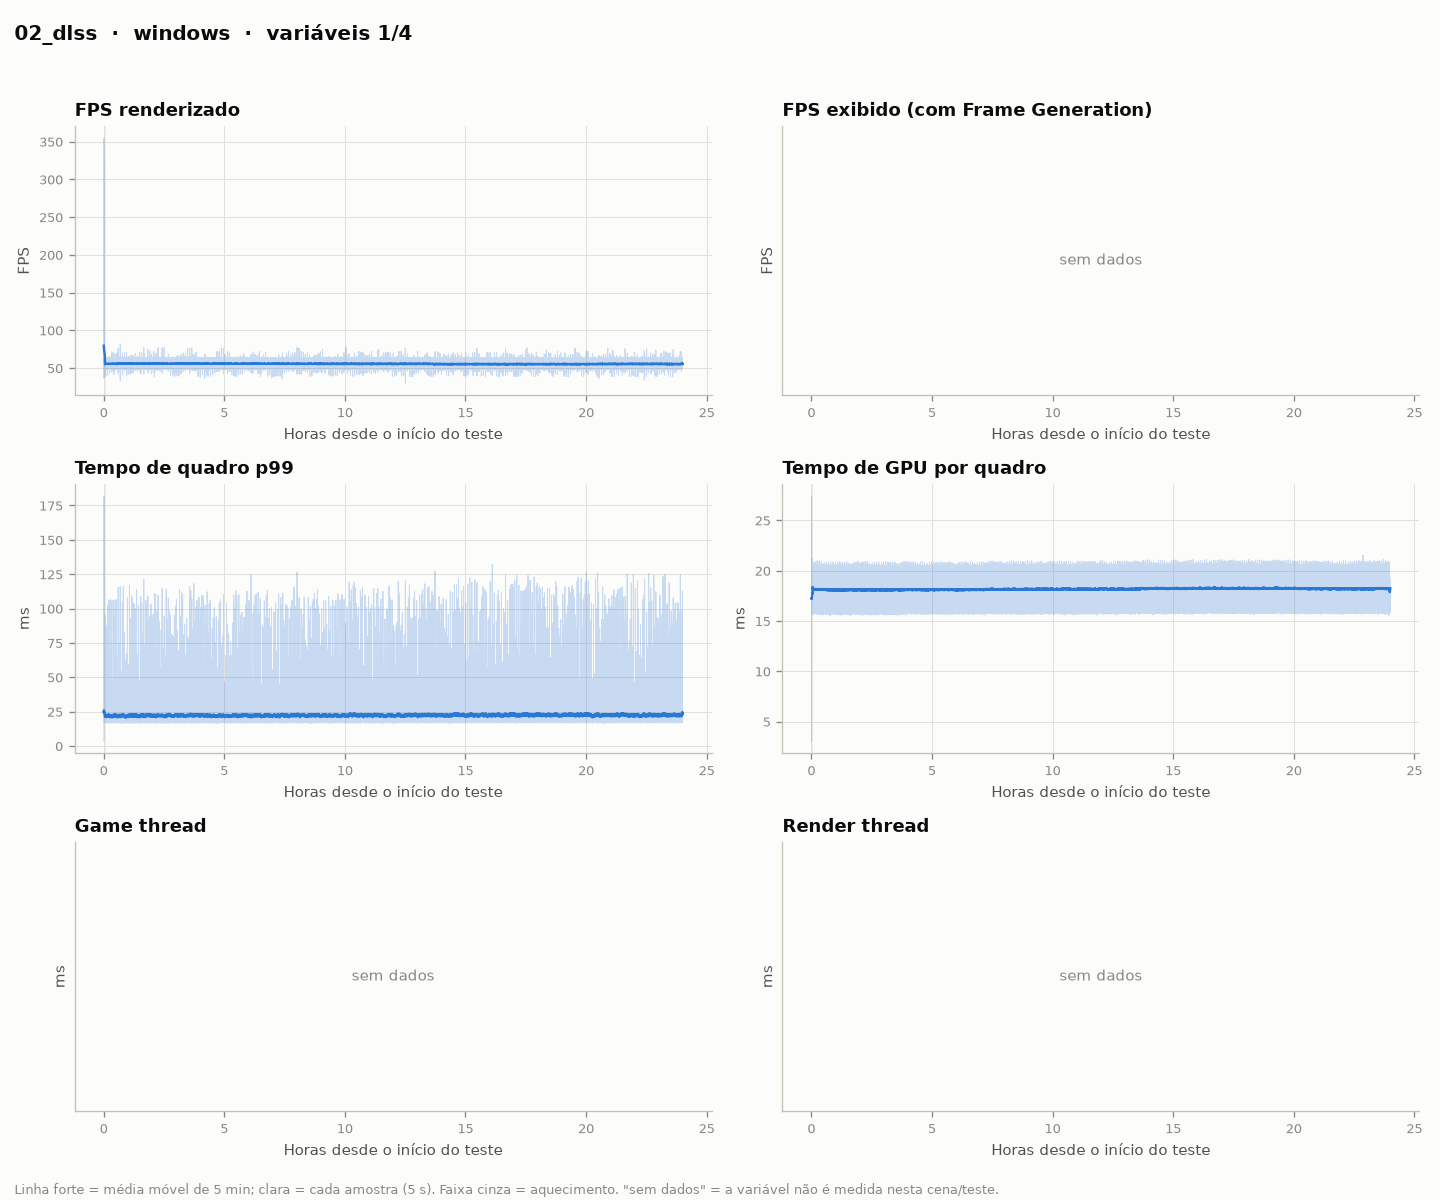 02_dlss · windows · variáveis 1/4
FPS renderizado
FPS
350
300
250
200
150
100
50
0 5 10 15 20 25
Horas desde o início do teste
FPS exibido (com Frame Generation)
FPS
sem dados
0 5 10 15 20 25
Horas desde o início do teste
Tempo de quadro p99
ms
175
150
125
100
75
50
25
0
0 5 10 15 20 25
Horas desde o início do teste
Tempo de GPU por quadro
ms
25
20
15
10
5
0 5 10 15 20 25
Horas desde o início do teste
Game thread
ms
sem dados
0 5 10 15 20 25
Horas desde o início do teste
Render thread
ms
sem dados
0 5 10 15 20 25
Horas desde o início do teste
Linha forte = média móvel de 5 min; clara = cada amostra (5 s). Faixa cinza = aquecimento. "sem dados" = a variável não é medida nesta cena/teste.